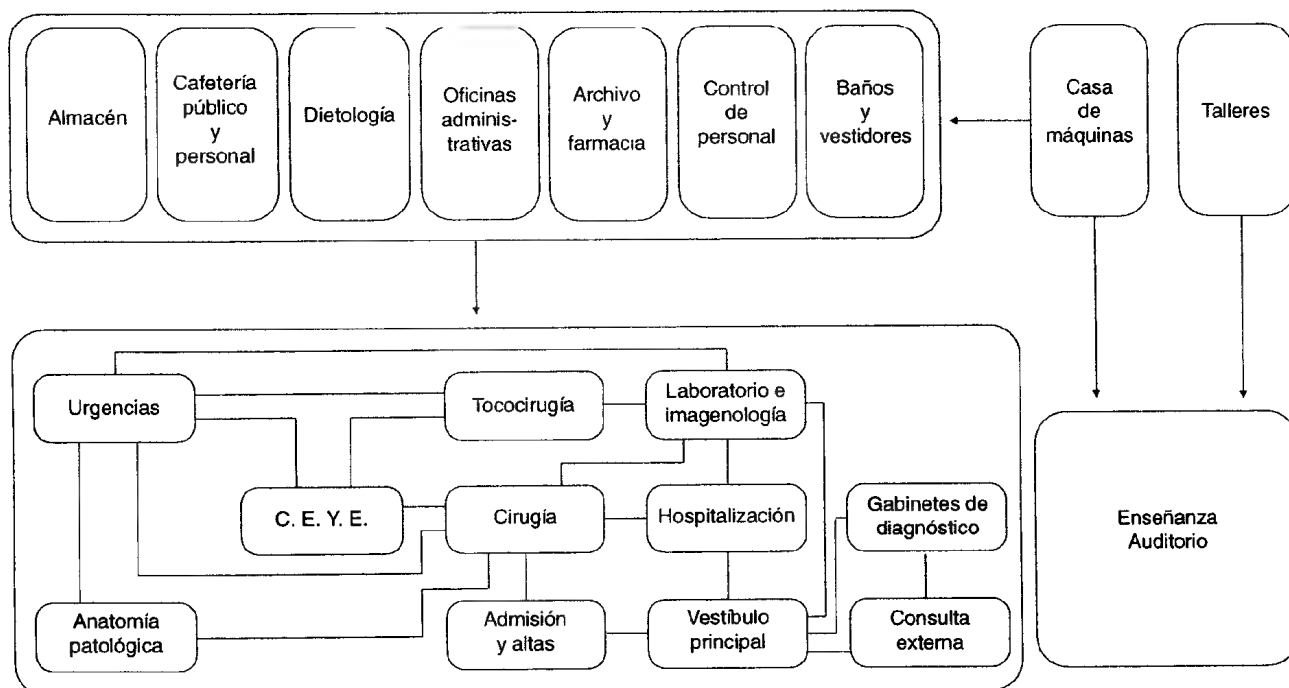 Almacén
Cafetería
público
y
personal
Dietología
Oficinas
adminis-
trativas
Archivo
y
farmacia
Control
de
personal
Baños
y
vestidores
Casa
de
máquinas
Talleres
Urgencias
Tococirugía
Laboratorio e
imagenología
C. E. Y. E.
Cirugía
Hospitalización
Gabinetes de
diagnóstico
Anatomía
patológica
Admisión
y altas
Vestíbulo
principal
Consulta
externa
Enseñanza
Auditorio